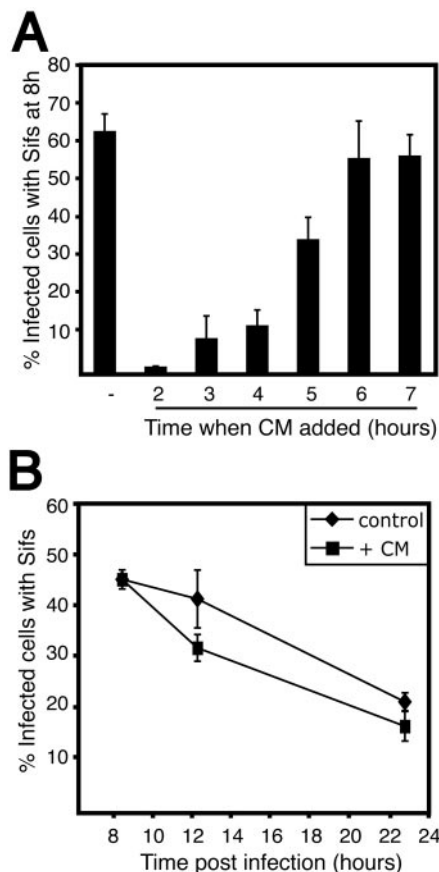 A
% Infected cells with Sifs at 8h
80
70
60
50
40
30
20
10
- 2 3 4 5 6 7
Time when CM added (hours)
B
% Infected cells with Sifs
60
50
40
30
20
10
control
+ CM
8 10 12 14 16 18 20 22 24
Time post infection (hours)